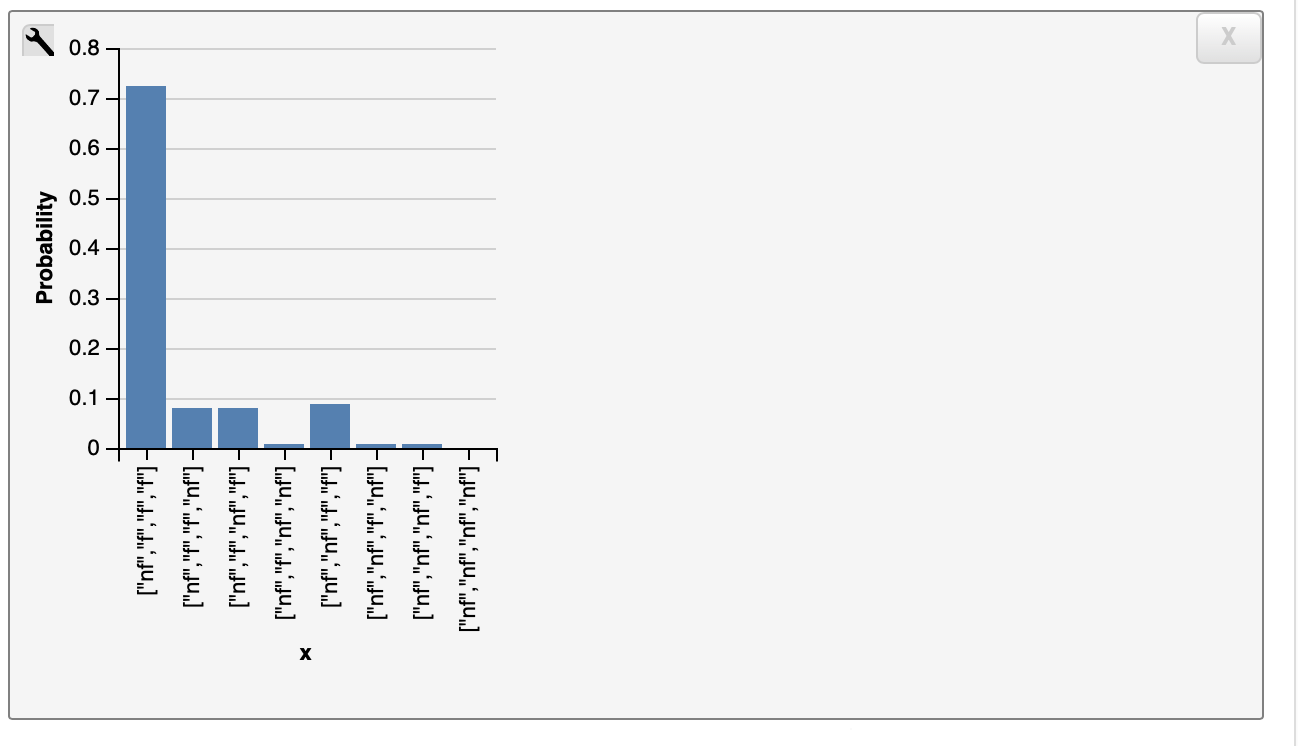 X
0.8
0.7
0.6
0.5
0.4
0.3
0.2
0.1
0
Probability
["nf","f","f","f"]
["nf","f","f","nf"]
["nf","f","nf","f"]
["nf","f","nf","nf"]
["nf","nf","f","f"]
["nf","nf","f","nf"]
["nf","nf","nf","f"]
["nf","nf","nf","nf"]
x